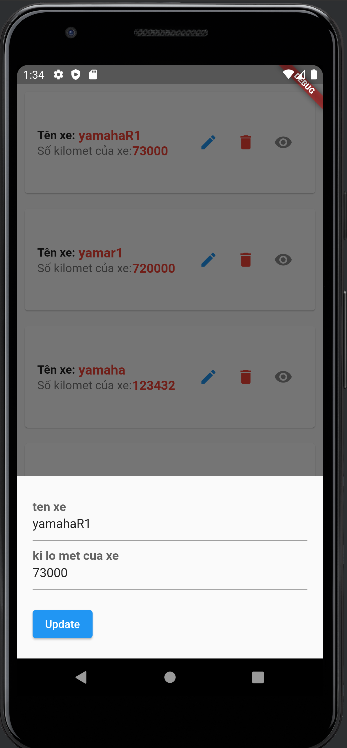 1:34
DEBUG
Tên xe: yamahaR1
Số kilomet của xe:73000
Tên xe: yamar1
Số kilomet của xe:720000
Tên xe: yamaha
Số kilomet của xe:123432
ten xe
yamahaR1
ki lo met cua xe
73000
Update